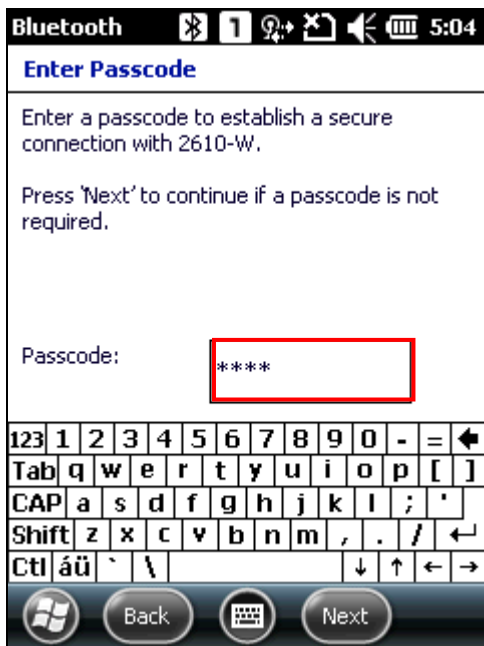 Bluetooth 1 5:04
Enter Passcode
Enter a passcode to establish a secure
connection with 2610-W.
Press 'Next' to continue if a passcode is not
required.
Passcode: ****
123 1 2 3 4 5 6 7 8 9 0 - = 🡄
Tab q w e r t y u i o p [ ]
CAP a s d f g h j k l ; '
Shift z x c v b n m , . / ↵
Ctl áü ` \ ↓ ↑ ← →
Back Next